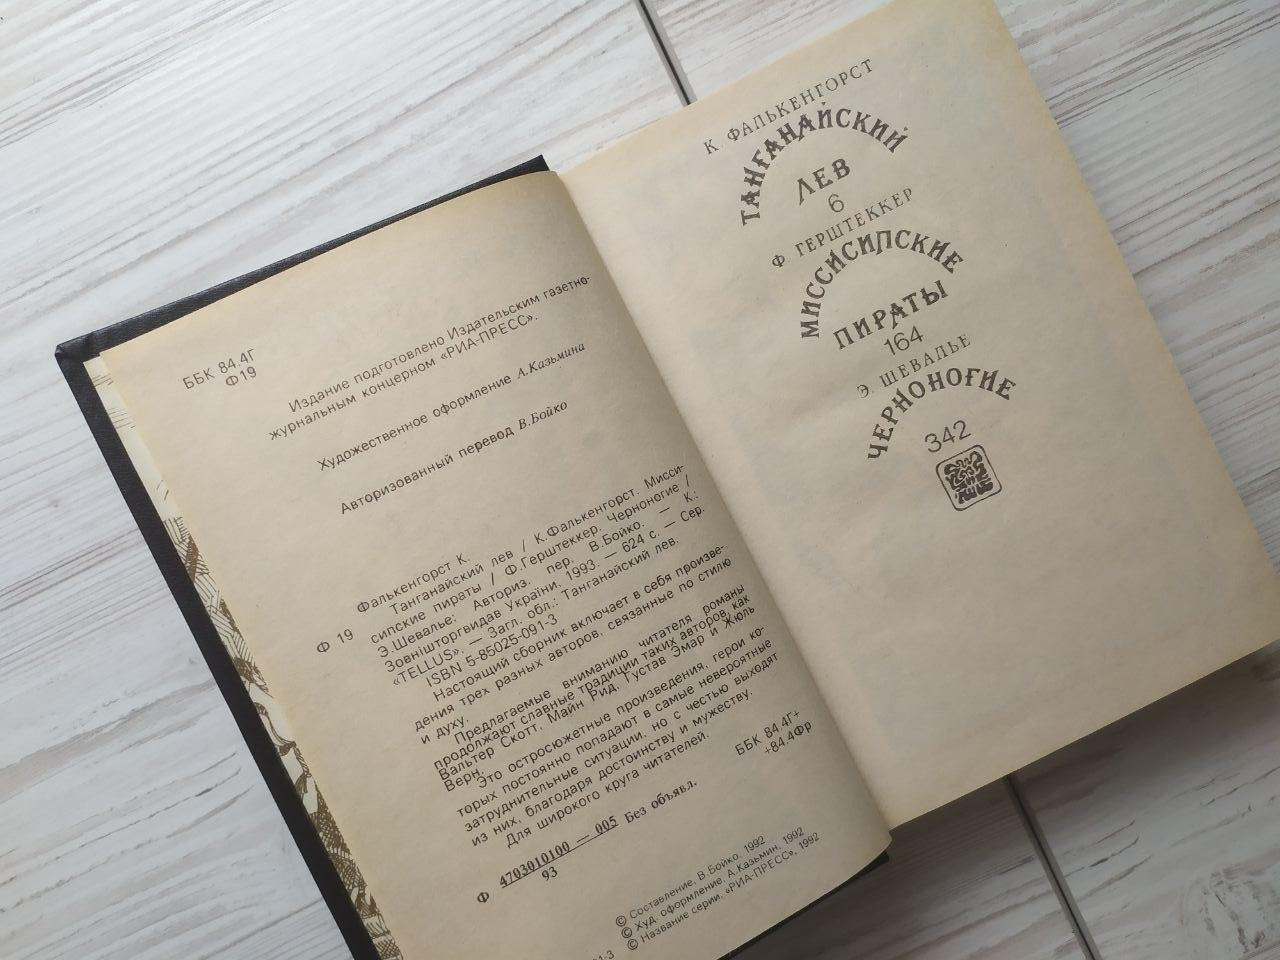 ББК 84.4Г
Ф19
Издание подготовлено Издательским газетно-
журнальным концерном «РИА-ПРЕСС».
Художественное оформление А.Казьмина
Авторизованный перевод В.Бойко
Фалькенгорст К.
Ф 19 Танганайский лев / К.Фалькенгорст. Мисси-
сипские пираты / Ф.Герштеккер. Черноногие /
Э.Шевалье: Авториз. пер. В.Бойко. — К.:
Зовнiшторгвидав України, 1993. — 624 с. — Сер.
«TELLUS». — Загл. обл.: Танганайский лев.
ISBN 5-85025-091-3
Настоящий сборник включает в себя произве-
дения трех разных авторов, связанные по стилю
и духу.
Предлагаемые вниманию читателя романы
продолжают славные традиции таких авторов, как
Вальтер Скотт, Майн Рид, Густав Эмар и Жюль
Верн.
Это остросюжетные произведения, герои ко-
торых постоянно попадают в самые невероятные
затруднительные ситуации, но с честью выходят
из них, благодаря достоинству и мужеству.
Для широкого круга читателей.
Ф 4703010100 — 005 Без объявл.
93
ББК 84.4Г+
+84.4Фр
© Составление, В.Бойко, 1992
© Худ. оформление, А.Казьмин, 1992
© Название серии, «РИА-ПРЕСС», 1992
91-3
К ФАЛЬКЕНГОРСТ
ТАНГАНАЙСКИЙ
ЛЕВ
6
Ф. ГЕРШТЕККЕР
МИССИСИПСКИЕ
ПИРАТЫ
164
Э. ШЕВАЛЬЕ
ЧЕРНОНОГИЕ
342